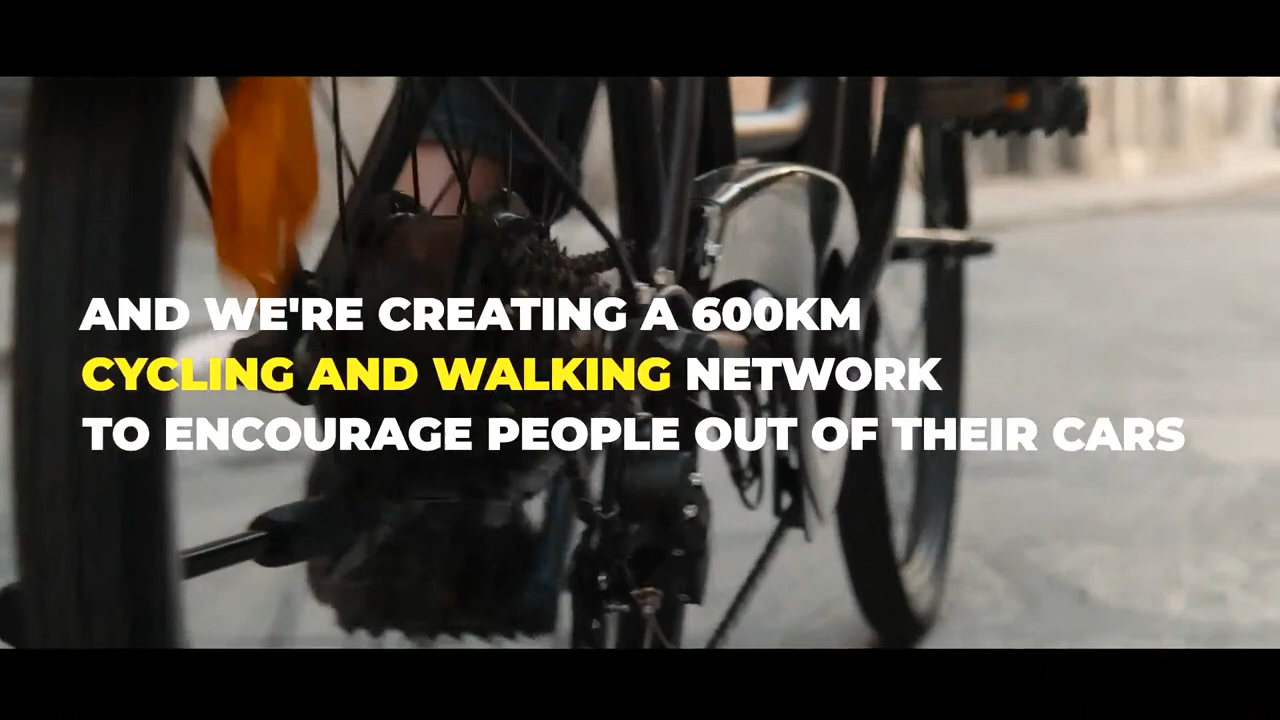 AND WE'RE CREATING A 600KM
CYCLING AND WALKING NETWORK
TO ENCOURAGE PEOPLE OUT OF THEIR CARS